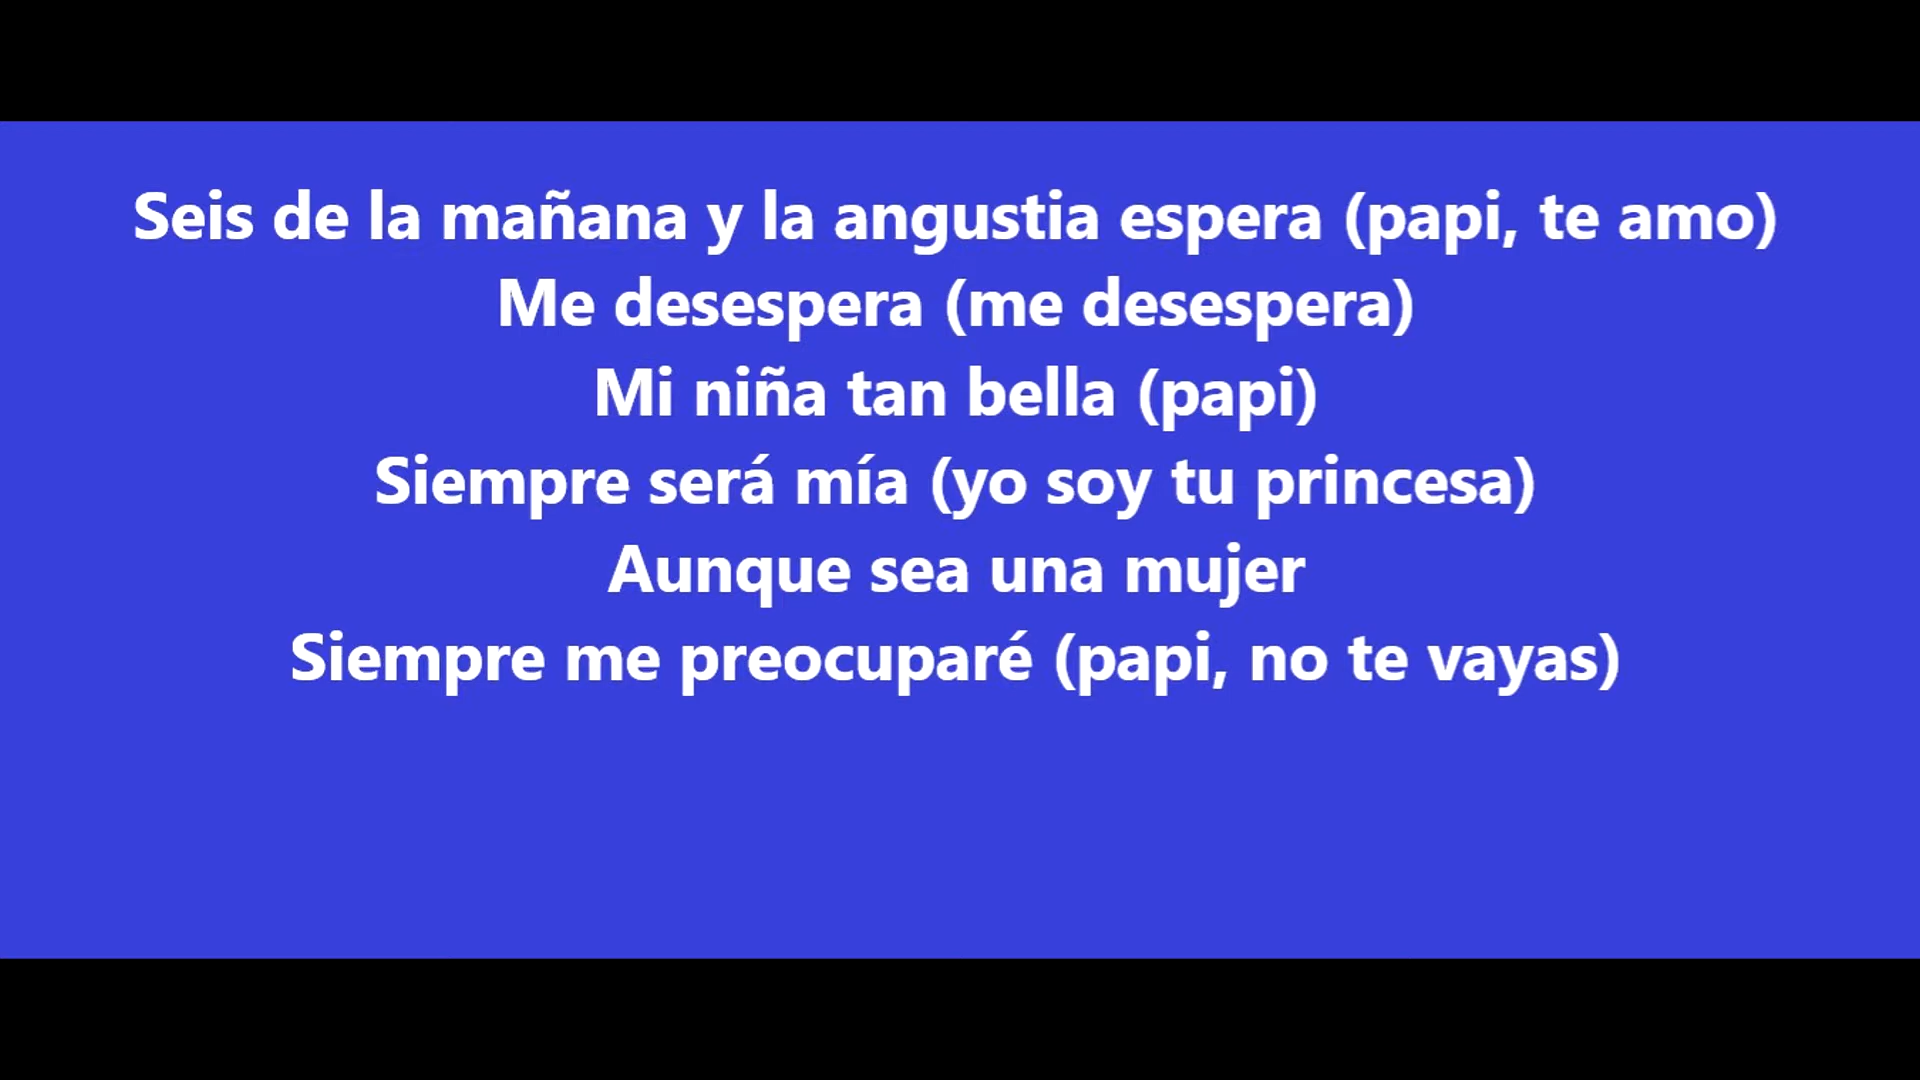 Seis de la mañana y la angustia espera (papi, te amo)
Me desespera (me desespera)
Mi niña tan bella (papi)
Siempre será mía (yo soy tu princesa)
Aunque sea una mujer
Siempre me preocuparé (papi, no te vayas)